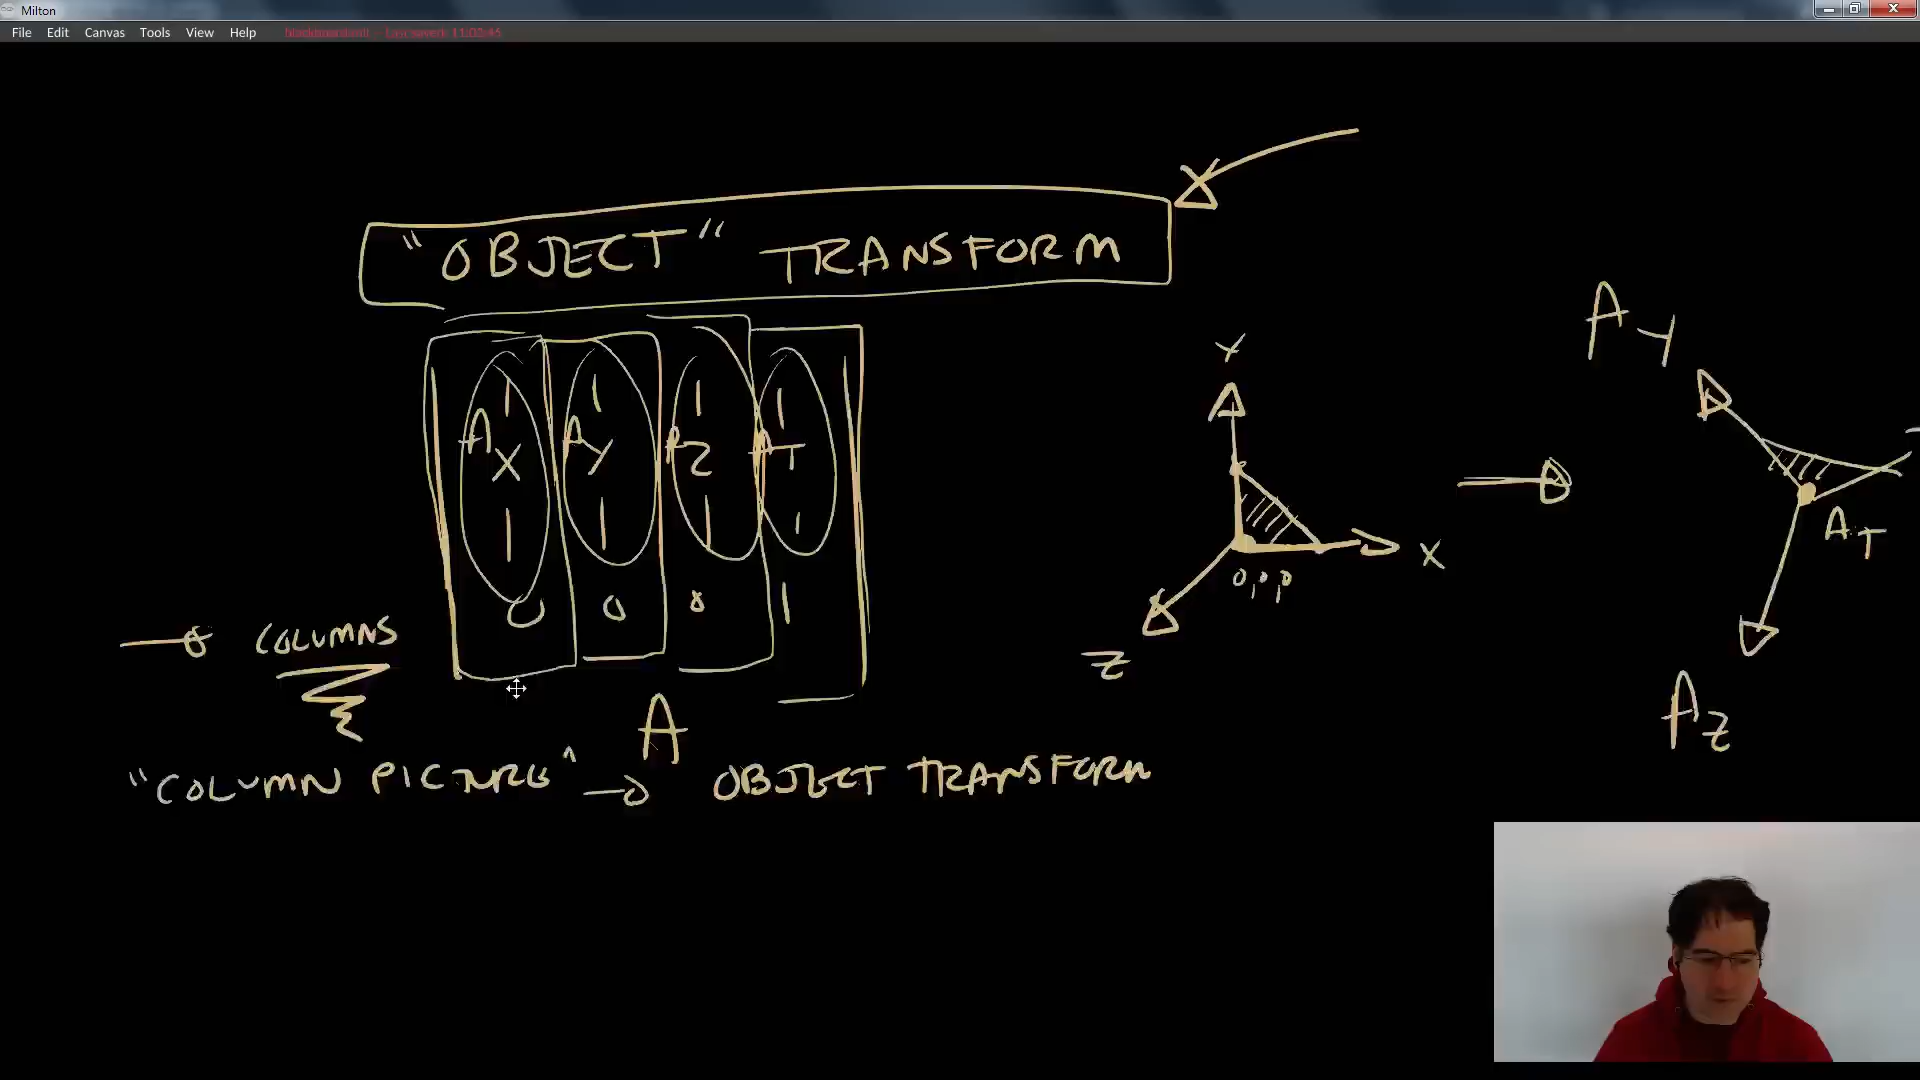 Milton
File Edit Canvas Tools View Help
"OBJECT" TRANSFORM
AX AY AZ AT
0 0 0 1
COLUMNS
A
"COLUMN PICTURE" → OBJECT TRANSFORM
Y
X
Z
0,0,0
AY
AT
AZ